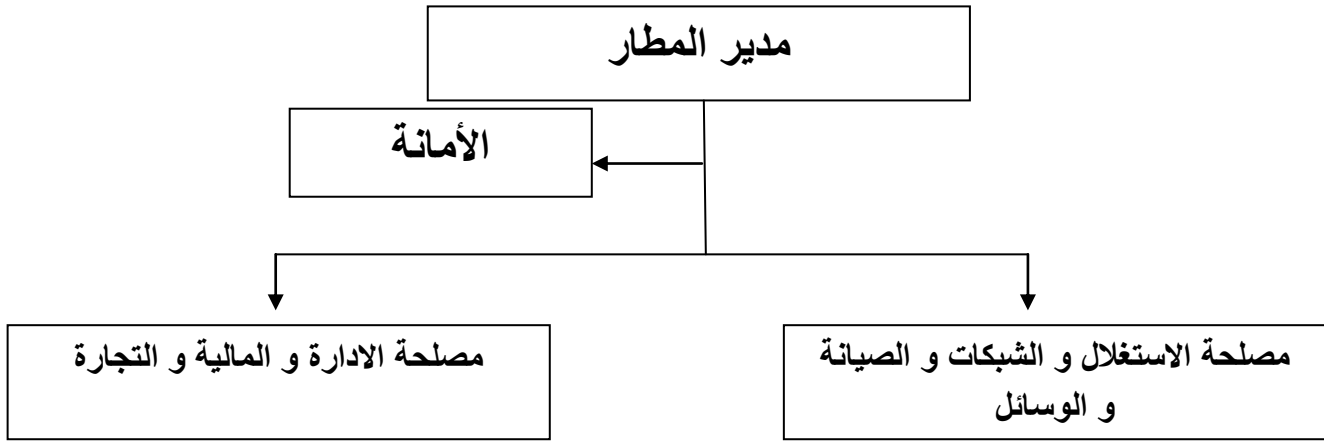 مدير المطار
الأمانة
مصلحة الاستغلال و الشبكات و الصيانة
و الوسائل
مصلحة الادارة و المالية و التجارة